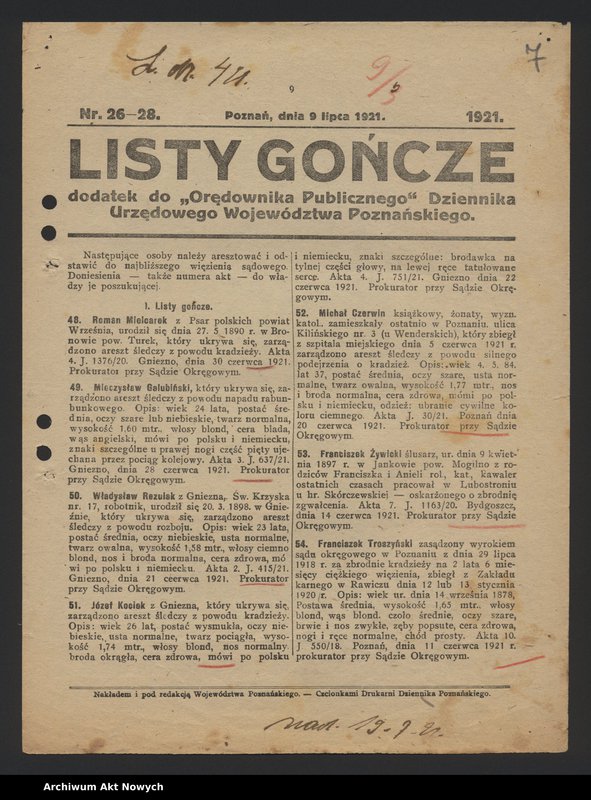 7
9
9/3
Nr. 26—28.
Poznań, dnia 9 lipca 1921.
1921.
LISTY GOŃCZE
dodatek do „Orędownika Publicznego“ Dziennika
Urzędowego Województwa Poznańskiego.
Następujące osoby należy aresztować i od-
stawić do najbliższego więzienia sądowego.
Doniesienia — także numera akt — do wła-
dzy je poszukującej.
I. Listy gończe.
48. Roman Mielcarek z Psar polskich powiat
Września, urodził się dnia 27. 5. 1890 r. w Bro-
nowie pow. Turek, który ukrywa się, zarzą-
dzono areszt śledczy z powodu kradzieży. Akta
4. J. 1376/20. Gniezno, dnia 30 czerwca 1921.
Prokurator przy Sądzie Okręgowym.
49. Mieczysław Golubiński, który ukrywa się, za-
rządzono areszt śledczy z powodu napadu rabun-
bunkowego. Opis: wiek 24 lata, postać śre-
dnia, oczy szare lub niebieskie, twarz normalna,
wysokość 1,60 mtr., włosy blond, cera blada,
wąs angielski, mówi po polsku i niemiecku,
znaki szczególne u prawej nogi część pięty uje-
chana przez pociąg kolejowy. Akta 3. J. 637/21.
Gniezno, dnia 28 czerwca 1921. Prokurator
przy Sądzie Okręgowym.
50. Władysław Rezulak z Gniezna, Św. Krzyska
nr. 17, robotnik, urodził się 20. 3. 1898. w Gnie-
źnie, który ukrywa się, zarządzono areszt
śledczy z powodu rozboju. Opis: wiek 23 lata,
postać średnia, oczy niebieskie, usta normalne,
twarz owalna, wysokość 1,58 mtr., włosy ciemno
blond, nos i broda normalna, cera zdrowa, mó
wi po polsku i niemiecku. Akta 2. J. 415/21.
Gniezno, dnia 21 czerwca 1921. Prokurator
przy Sądzie Okręgowym.
51. Józef Kociek z Gniezna, który ukrywa się,
zarządzono areszt śledczy z powodu kradzieży.
Opis: wiek 26 lat, postać wysmukła, oczy nie-
bieskie, usta normalne, twarz pociągła, wyso-
kość 1,74 mtr., włosy blond, nos normalny
broda okrągła, cera zdrowa, mówi po polsku
i niemiecku, znaki szczególne: brodawka na
tylnej części głowy, na lewej ręce tatułowane
serce. Akta 4. J. 751/21. Gniezno dnia 22
czerwca 1921. Prokurator przy Sądzie Okrę-
gowym.
52. Michał Czerwin książkowy, żonaty, wyzn.
katol. zamieszkały ostatnio w Poznaniu, ulica
Kilińskiego nr. 3 (u Wenderskich), który zbiegł
z szpitala miejskiego dnia 5 czerwca 1921 r.
zarządzono areszt śledczy z powodu silnego
podejrzenia o kradzież. Opis: wiek 4. 5. 84.
lat 37, postać średnia, oczy szare, usta nor-
malne, twarz owalna, wysokość 1,77 mtr., nos
i broda normalna, cera zdrowa, mówi po pol-
sku i niemiecku, odzież: ubranie cywilne ko-
loru ciemnego. Akta J. 30/21. Poznań dnia
20 czerwca 1921. Prokurator przy Sądzie
Okręgowym.
53. Franciszek Żywicki ślusarz, ur. dnia 9 kwiet-
nia 1897 r. w Jankowie pow. Mogilno z ro-
dziców Franciszka i Anieli rol., kat., kawaler
ostatnich czasach pracował w Lubostroniu
u hr. Skórczewskiej — oskarżonego o zbrodnię
zgwałcenia. Akta 7. J. 1163/20. Bydgoszcz,
dnia 14 czerwca 1921. Prokurator przy Sądzie
Okręgowym.
54. Franciszek Troszyński zasądzony wyrokiem
sądu okręgowego w Poznaniu z dnia 29 lipca
1918 r. za zbrodnie kradzieży na 2 lata 6 mie-
sięcy ciężkiego więzienia, zbiegł z Zakładu
karnego w Rawiczu dnia 12 lub 13 stycznia
1920 r. Opis: wiek ur. dnia 14 września 1878,
Postawa średnia, wysokość 1,65 mtr., włosy
blond, wąs blond. czoło średnie, oczy szare,
brwie i nos zwykłe, zęby popsute, cera zdrowa,
nogi i ręce normalne, chód prosty. Akta 10.
J. 550/18. Poznań, dnia 11 czerwca 1921 r.
prokurator przy Sądzie Okręgowym.
Nakładem i pod redakcją Województwa Poznańskiego. — Czcionkami Drukarni Dziennika Poznańskiego.
nad. 19. 9. 21.
Archiwum Akt Nowych